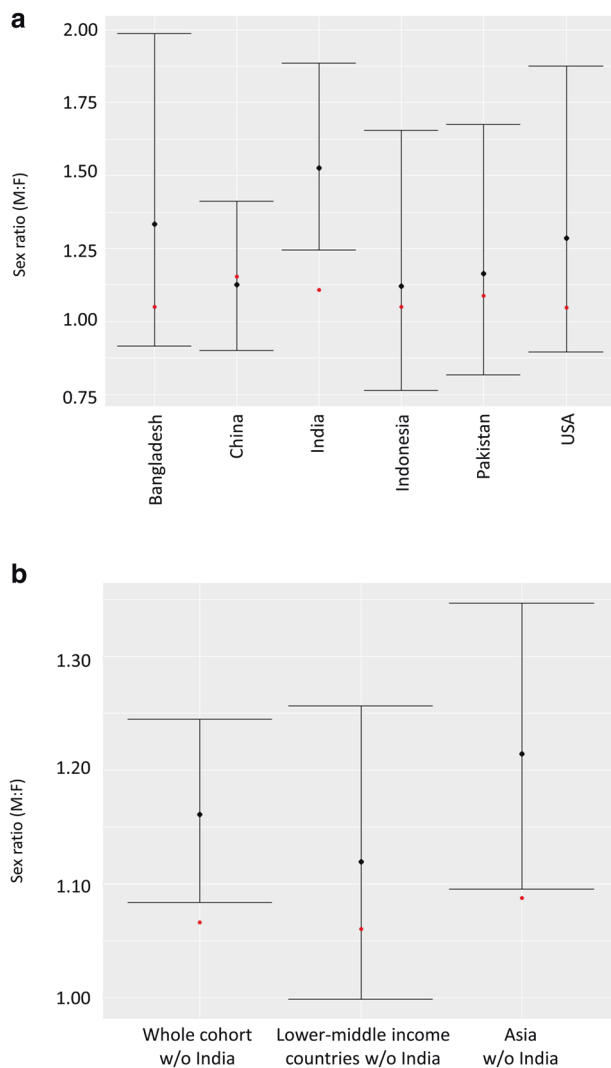 a
2.00
1.75
1.50
1.25
1.00
0.75
Sex ratio (M:F)
Bangladesh
China
India
Indonesia
Pakistan
USA
b
1.30
1.20
1.10
1.00
Sex ratio (M:F)
Whole cohort
w/o India
Lower-middle income
countries w/o India
Asia
w/o India